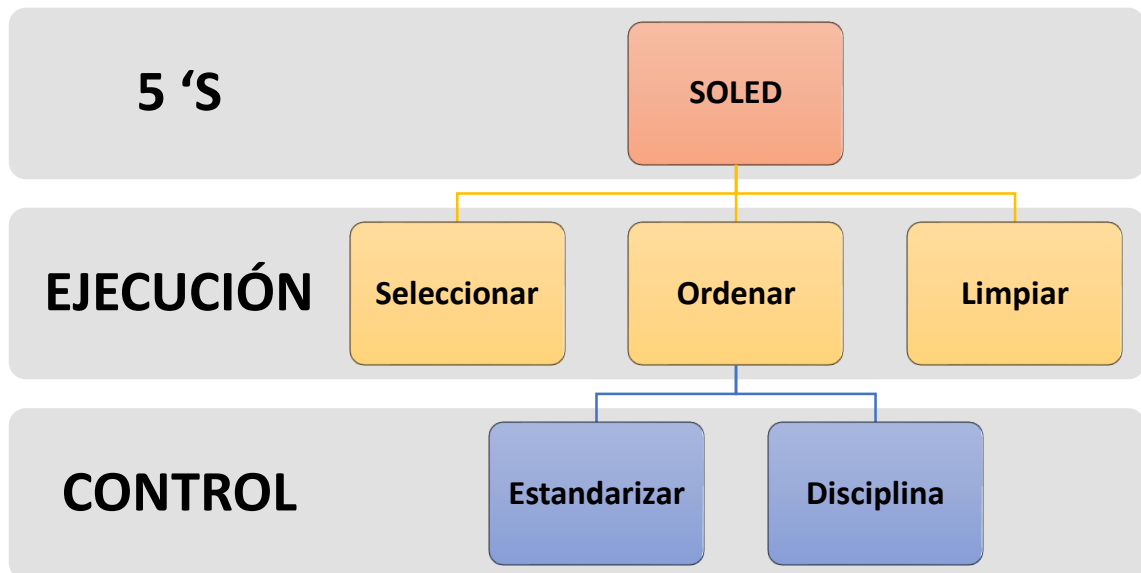 5 ‘S
SOLED
EJECUCIÓN
Seleccionar
Ordenar
Limpiar
CONTROL
Estandarizar
Disciplina